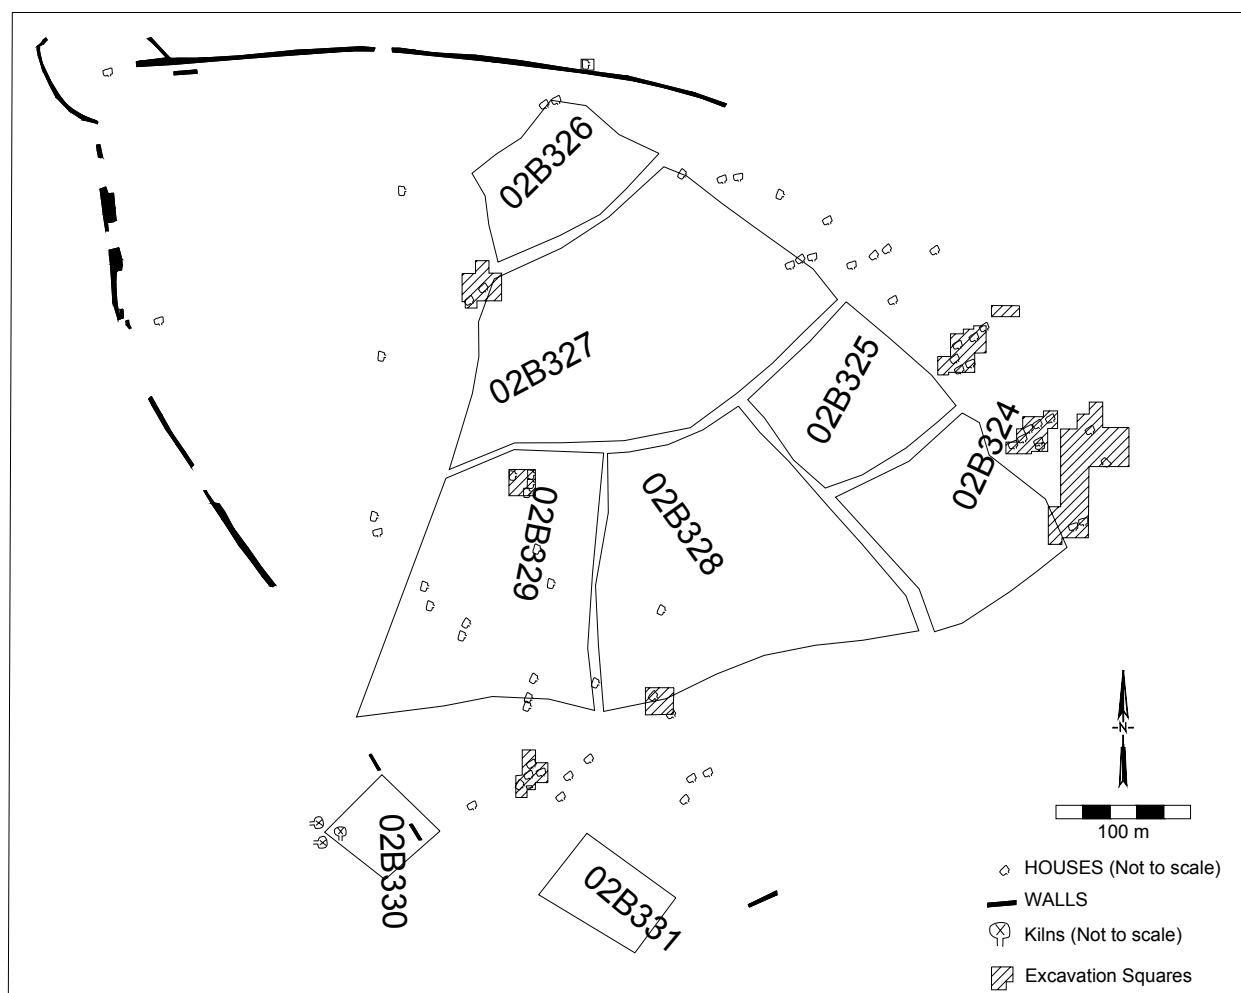 02B326
02B327
02B325
02B324
02B328
02B329
02B330
02B331
N
100 m
HOUSES (Not to scale)
WALLS
Kilns (Not to scale)
Excavation Squares